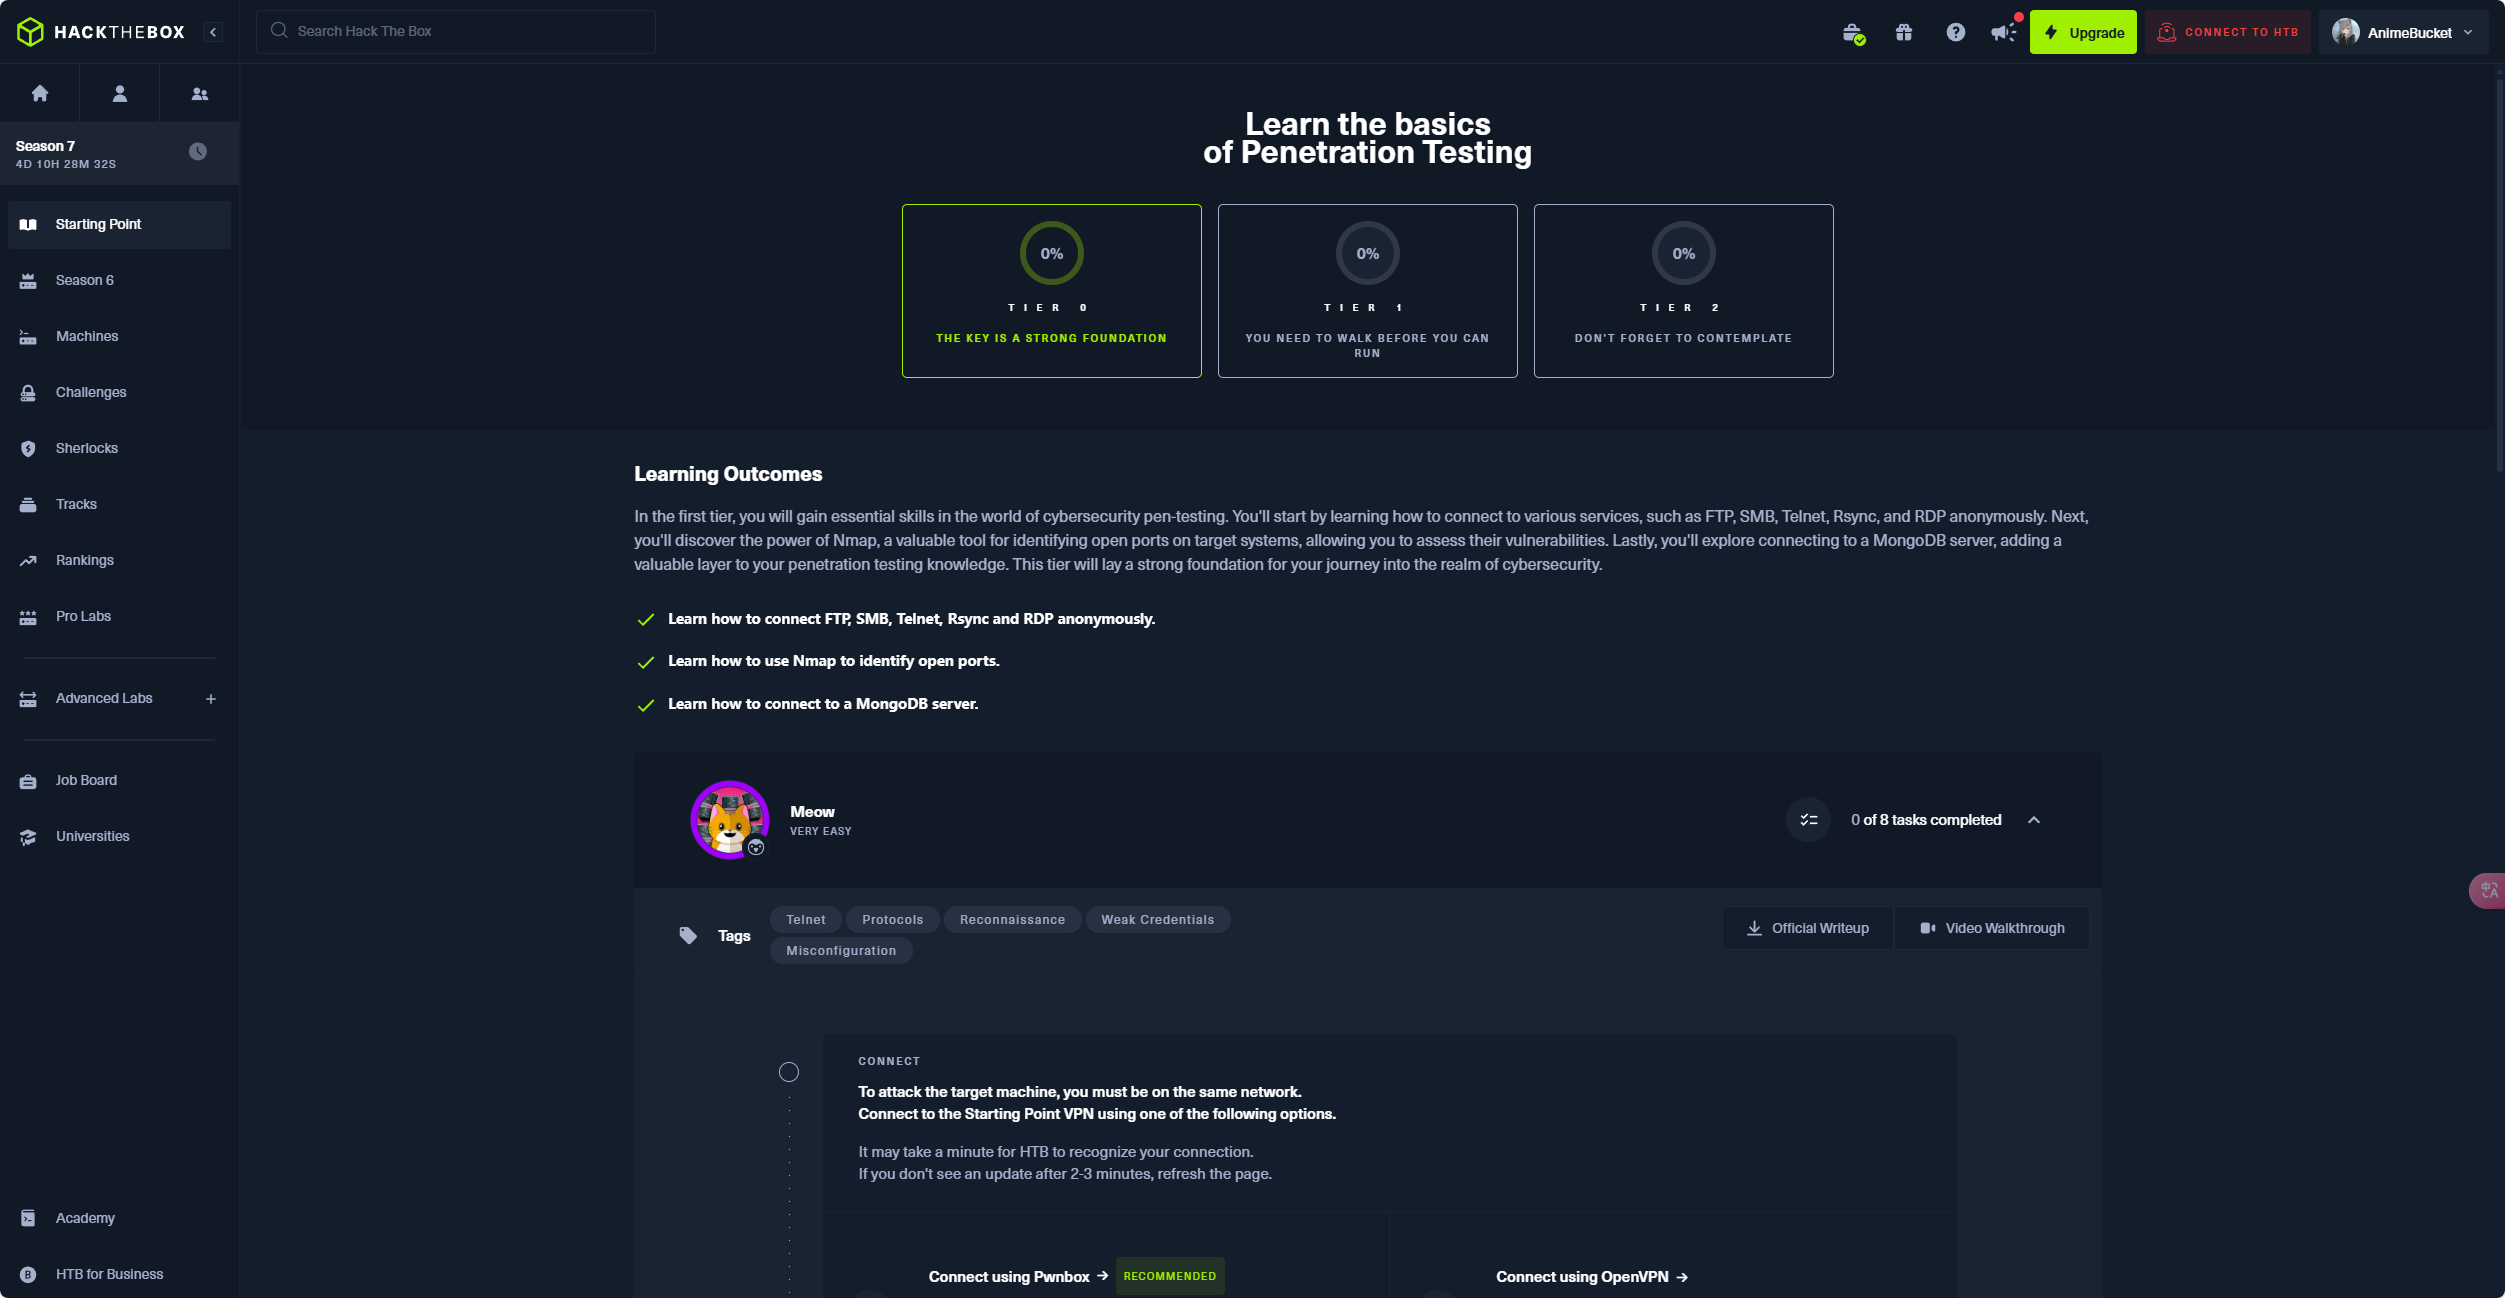 HACKTHEBOX
Search Hack The Box
Upgrade
CONNECT TO HTB
AnimeBucket
Season 7
4D 10H 28M 32S
Starting Point
Season 6
Machines
Challenges
Sherlocks
Tracks
Rankings
Pro Labs
Advanced Labs
Job Board
Universities
Academy
HTB for Business
Learn the basics
of Penetration Testing
0%
TIER 0
THE KEY IS A STRONG FOUNDATION
0%
TIER 1
YOU NEED TO WALK BEFORE YOU CAN
RUN
0%
TIER 2
DON'T FORGET TO CONTEMPLATE
Learning Outcomes
In the first tier, you will gain essential skills in the world of cybersecurity pen-testing. You'll start by learning how to connect to various services, such as FTP, SMB, Telnet, Rsync, and RDP anonymously. Next,
you'll discover the power of Nmap, a valuable tool for identifying open ports on target systems, allowing you to assess their vulnerabilities. Lastly, you'll explore connecting to a MongoDB server, adding a
valuable layer to your penetration testing knowledge. This tier will lay a strong foundation for your journey into the realm of cybersecurity.
Learn how to connect FTP, SMB, Telnet, Rsync and RDP anonymously.
Learn how to use Nmap to identify open ports.
Learn how to connect to a MongoDB server.
Meow
VERY EASY
0 of 8 tasks completed
Tags
Telnet
Protocols
Reconnaissance
Weak Credentials
Misconfiguration
Official Writeup
Video Walkthrough
CONNECT
To attack the target machine, you must be on the same network.
Connect to the Starting Point VPN using one of the following options.
It may take a minute for HTB to recognize your connection.
If you don't see an update after 2-3 minutes, refresh the page.
Connect using Pwnbox →
RECOMMENDED
Connect using OpenVPN →